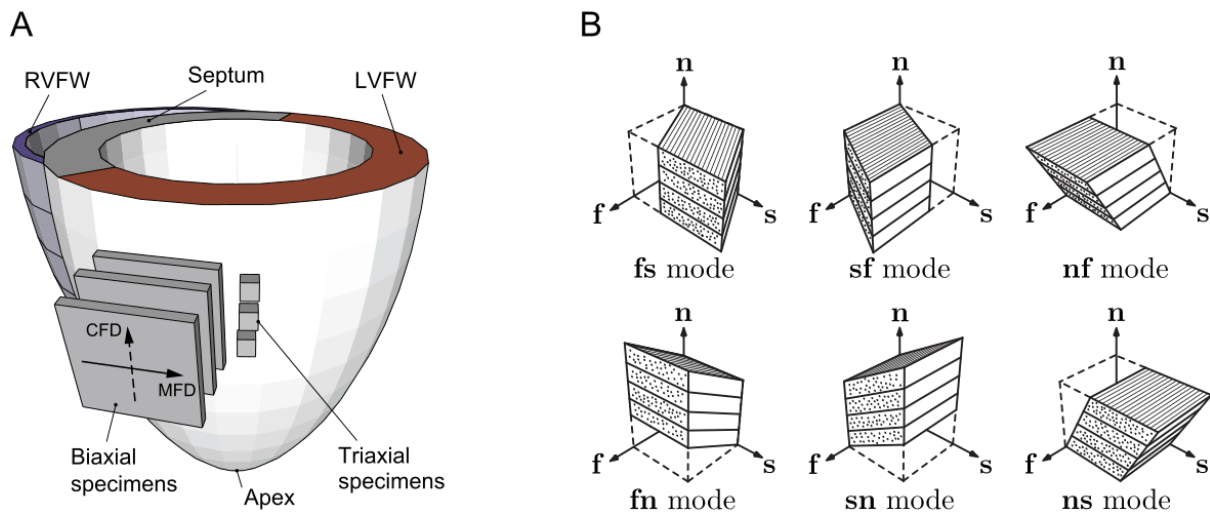 A
RVFW
Septum
LVFW
CFD
MFD
Biaxial
specimens
Apex
Triaxial
specimens
B
n
f
s
fs mode
n
f
s
sf mode
n
f
s
nf mode
n
f
s
fn mode
n
f
s
sn mode
n
f
s
ns mode